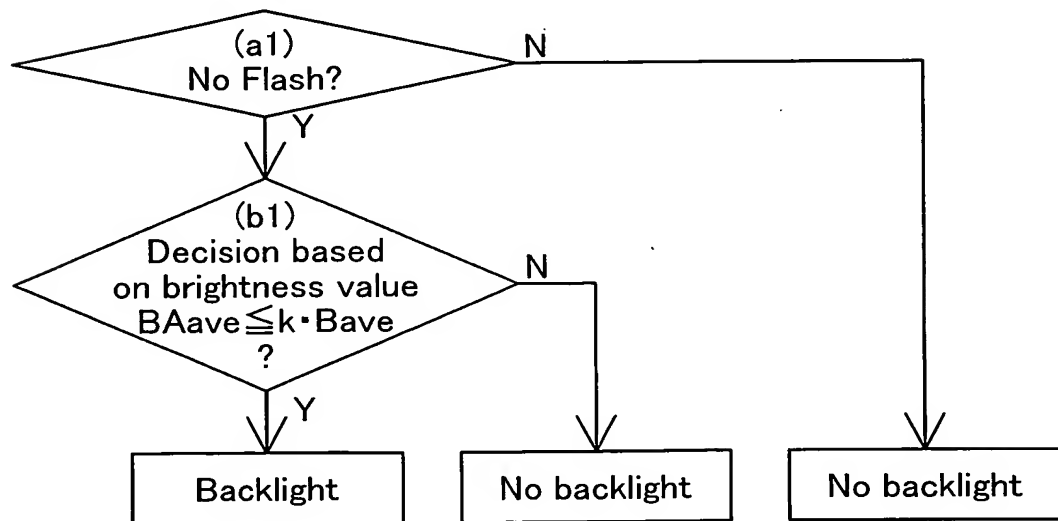 (a1)
No Flash?
N
Y
(b1)
Decision based
on brightness value
BAave≦k・Bave
?
N
Y
Backlight
No backlight
No backlight